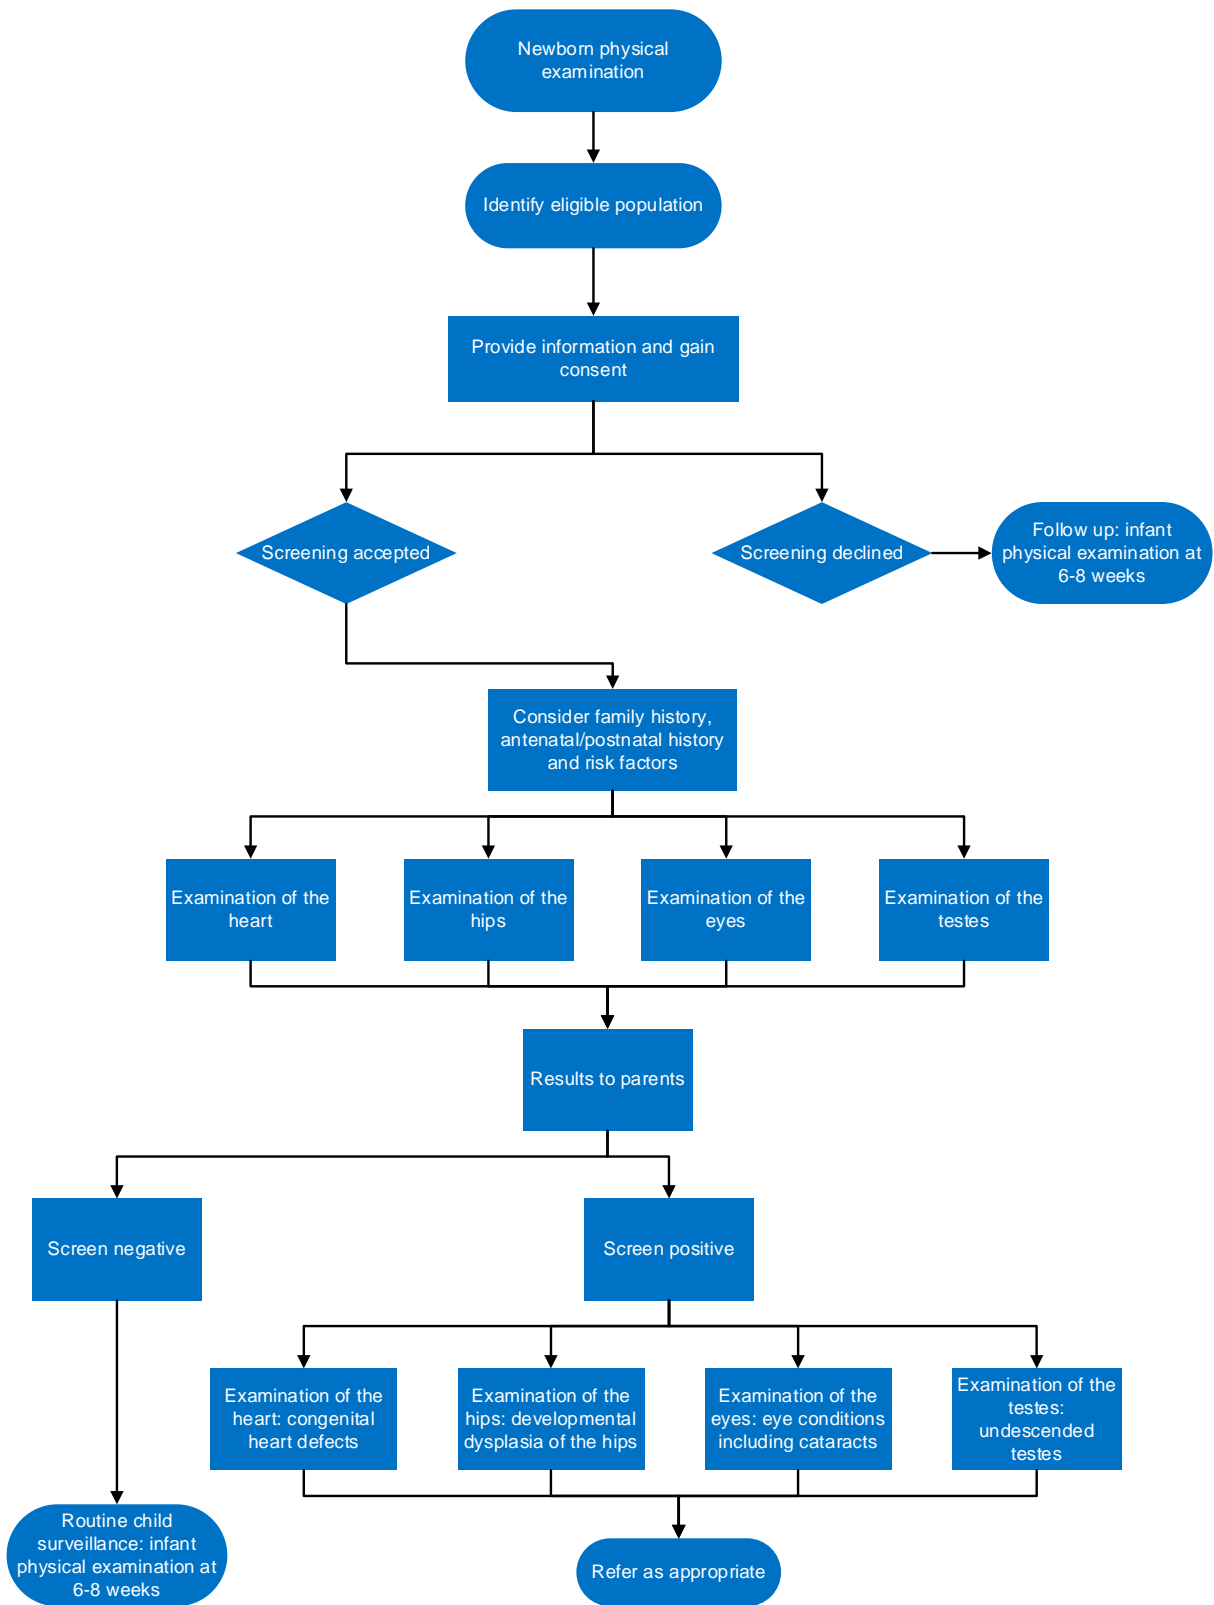 Newborn physical
examination
Identify eligible population
Provide information and gain
consent
Screening accepted
Screening declined
Follow up: infant
physical examination at
6-8 weeks
Consider family history,
antenatal/postnatal history
and risk factors
Examination of the
heart
Examination of the
hips
Examination of the
eyes
Examination of the
testes
Results to parents
Screen negative
Screen positive
Examination of the
heart: congenital
heart defects
Examination of the
hips: developmental
dysplasia of the hips
Examination of the
eyes: eye conditions
including cataracts
Examination of the
testes:
undescended
testes
Routine child
surveillance: infant
physical examination at
6-8 weeks
Refer as appropriate